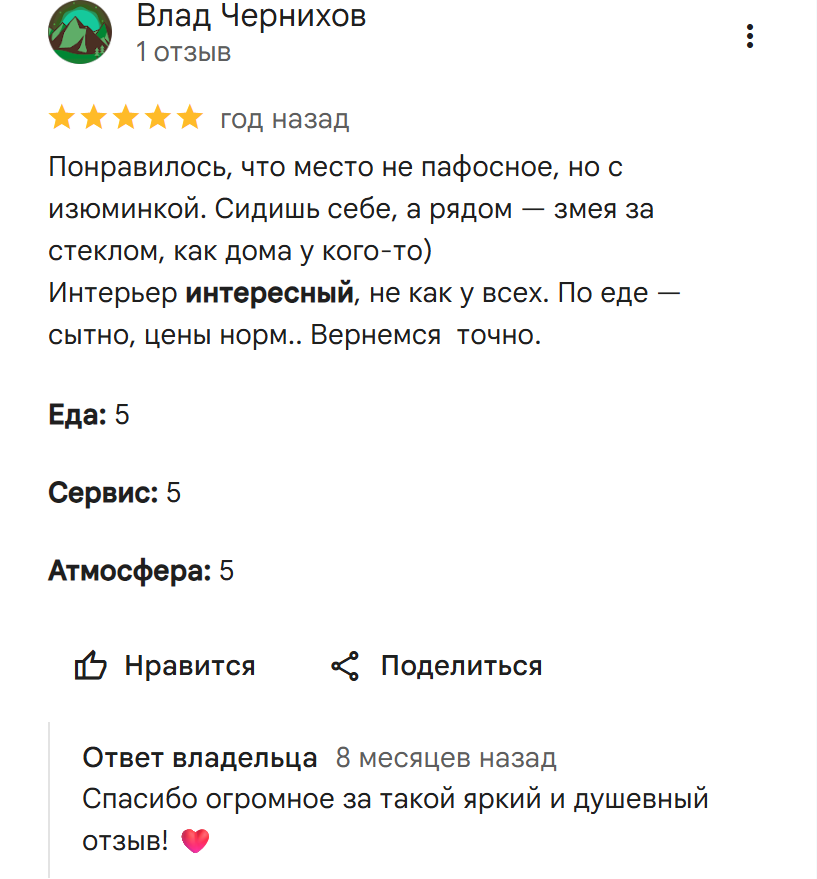 Влад Чернихов
1 отзыв
год назад
Понравилось, что место не пафосное, но с
изюминкой. Сидишь себе, а рядом — змея за
стеклом, как дома у кого-то)
Интерьер интересный, не как у всех. По еде —
сытно, цены норм.. Вернемся  точно.
Еда: 5
Сервис: 5
Атмосфера: 5
Нравится Поделиться
Ответ владельца 8 месяцев назад
Спасибо огромное за такой яркий и душевный
отзыв! ❤️